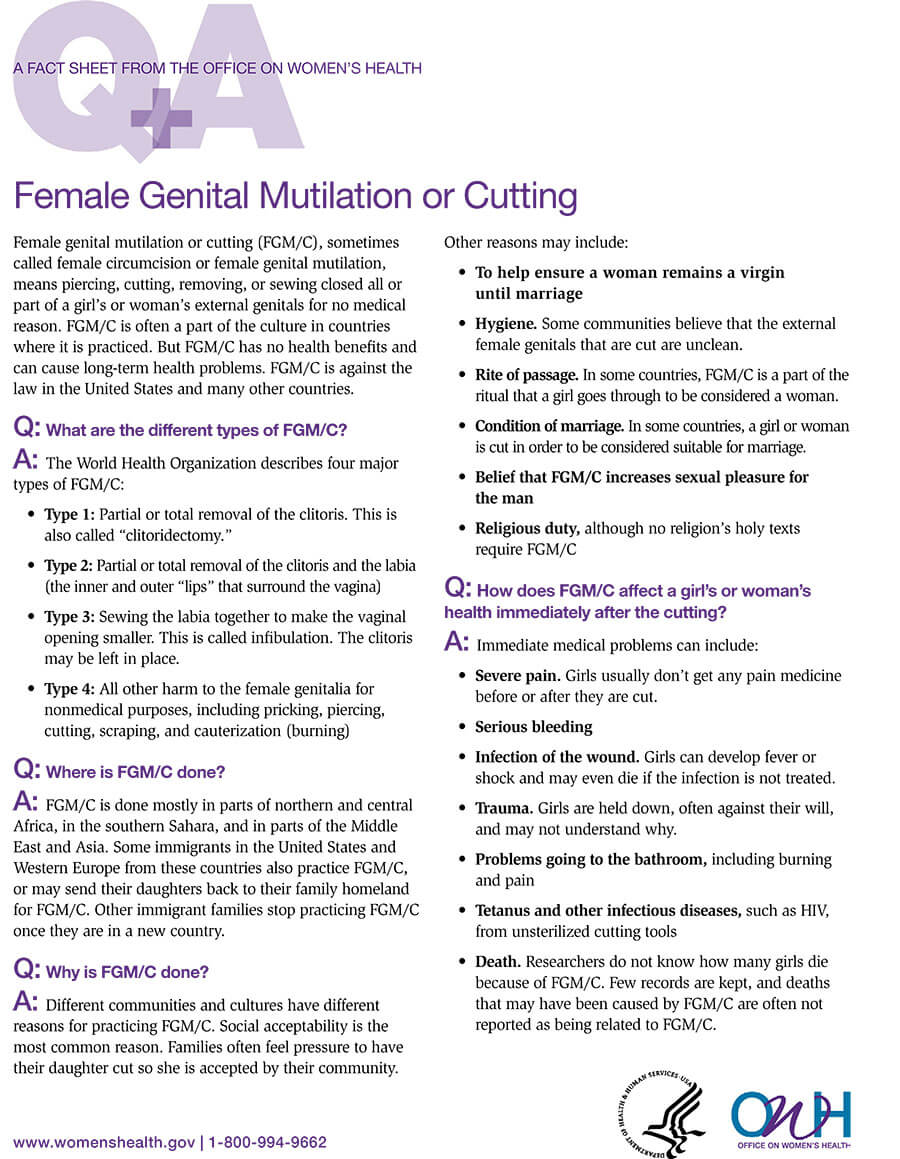 Q+A
A FACT SHEET FROM THE OFFICE ON WOMEN'S HEALTH
Female Genital Mutilation or Cutting
Female genital mutilation or cutting (FGM/C), sometimes
called female circumcision or female genital mutilation,
means piercing, cutting, removing, or sewing closed all or
part of a girl's or woman's external genitals for no medical
reason. FGM/C is often a part of the culture in countries
where it is practiced. But FGM/C has no health benefits and
can cause long-term health problems. FGM/C is against the
law in the United States and many other countries.
Q: What are the different types of FGM/C?
A: The World Health Organization describes four major
types of FGM/C:
• Type 1: Partial or total removal of the clitoris. This is
also called “clitoridectomy.”
• Type 2: Partial or total removal of the clitoris and the labia
(the inner and outer “lips” that surround the vagina)
• Type 3: Sewing the labia together to make the vaginal
opening smaller. This is called infibulation. The clitoris
may be left in place.
• Type 4: All other harm to the female genitalia for
nonmedical purposes, including pricking, piercing,
cutting, scraping, and cauterization (burning)
Q: Where is FGM/C done?
A: FGM/C is done mostly in parts of northern and central
Africa, in the southern Sahara, and in parts of the Middle
East and Asia. Some immigrants in the United States and
Western Europe from these countries also practice FGM/C,
or may send their daughters back to their family homeland
for FGM/C. Other immigrant families stop practicing FGM/C
once they are in a new country.
Q: Why is FGM/C done?
A: Different communities and cultures have different
reasons for practicing FGM/C. Social acceptability is the
most common reason. Families often feel pressure to have
their daughter cut so she is accepted by their community.
Other reasons may include:
• To help ensure a woman remains a virgin
until marriage
• Hygiene. Some communities believe that the external
female genitals that are cut are unclean.
• Rite of passage. In some countries, FGM/C is a part of the
ritual that a girl goes through to be considered a woman.
• Condition of marriage. In some countries, a girl or woman
is cut in order to be considered suitable for marriage.
• Belief that FGM/C increases sexual pleasure for
the man
• Religious duty, although no religion's holy texts
require FGM/C
Q: How does FGM/C affect a girl's or woman's
health immediately after the cutting?
A: Immediate medical problems can include:
• Severe pain. Girls usually don't get any pain medicine
before or after they are cut.
• Serious bleeding
• Infection of the wound. Girls can develop fever or
shock and may even die if the infection is not treated.
• Trauma. Girls are held down, often against their will,
and may not understand why.
• Problems going to the bathroom, including burning
and pain
• Tetanus and other infectious diseases, such as HIV,
from unsterilized cutting tools
• Death. Researchers do not know how many girls die
because of FGM/C. Few records are kept, and deaths
that may have been caused by FGM/C are often not
reported as being related to FGM/C.
www.womenshealth.gov | 1-800-994-9662
DEPARTMENT OF HEALTH & HUMAN SERVICES • USA
OWH
OFFICE ON WOMEN'S HEALTH